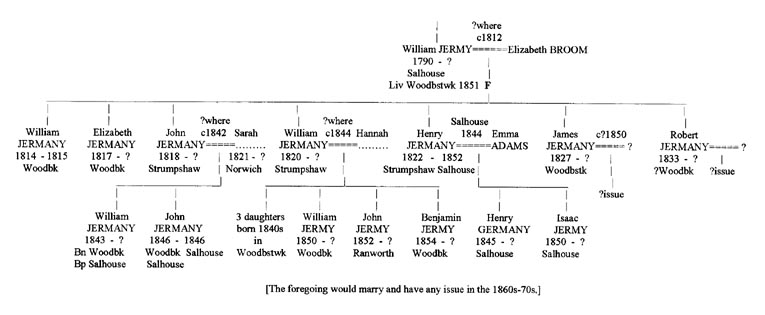 ?where
c1812
William JERMY======Elizabeth BROOM
1790 - ?
Salhouse
Liv Woodbstwk 1851 F
?where ?where Salhouse
William Elizabeth John c1842 Sarah William c1844 Hannah Henry 1844 Emma James c?1850 Robert
JERMANY JERMANY JERMANY=====......... JERMANY=====......... JERMANY======ADAMS JERMANY===== ? JERMANY===== ?
1814 - 1815 1817 - ? 1818 - ? 1821 - ? 1820 - ? 1822 - 1852 1827 - ? 1833 - ?
Woodbk Woodbk Strumpshaw Norwich Strumpshaw Strumpshaw Salhouse Woodbstk ?Woodbk ?issue
?issue
William John 3 daughters William John Benjamin Henry Isaac
JERMANY JERMANY born 1840s JERMY JERMY JERMY GERMANY JERMY
1843 - ? 1846 - 1846 in 1850 - ? 1852 - ? 1854 - ? 1845 - ? 1850 - ?
Bn Woodbk Woodbk Salhouse Woodbstwk Woodbk Ranworth Woodbk Salhouse Salhouse
Bp Salhouse Salhouse
[The foregoing would marry and have any issue in the 1860s-70s.]